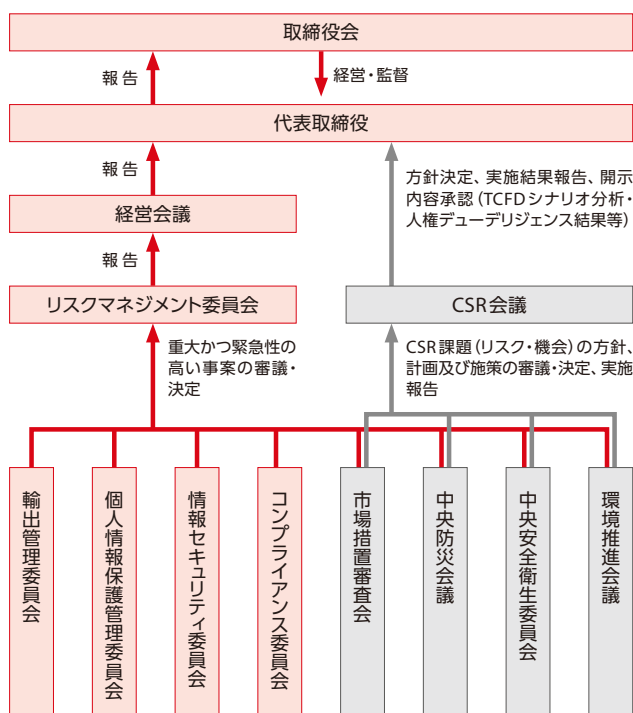 取締役会
報告
経営・監督
代表取締役
報告
方針決定、実施結果報告、開示
内容承認(TCFDシナリオ分析・
人権デューデリジェンス結果等)
経営会議
報告
リスクマネジメント委員会
CSR会議
重大かつ緊急性の
高い事案の審議・
決定
CSR課題(リスク・機会)の方針、
計画及び施策の審議・決定、実施
報告
輸出管理委員会
個人情報保護管理委員会
情報セキュリティ委員会
コンプライアンス委員会
市場措置審査会
中央防災会議
中央安全衛生委員会
環境推進会議